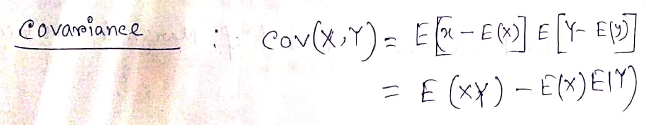 Covariance : Cov(X,Y) = E[x - E(x)] E[Y - E(y)]
= E(XY) - E(X)E(Y)